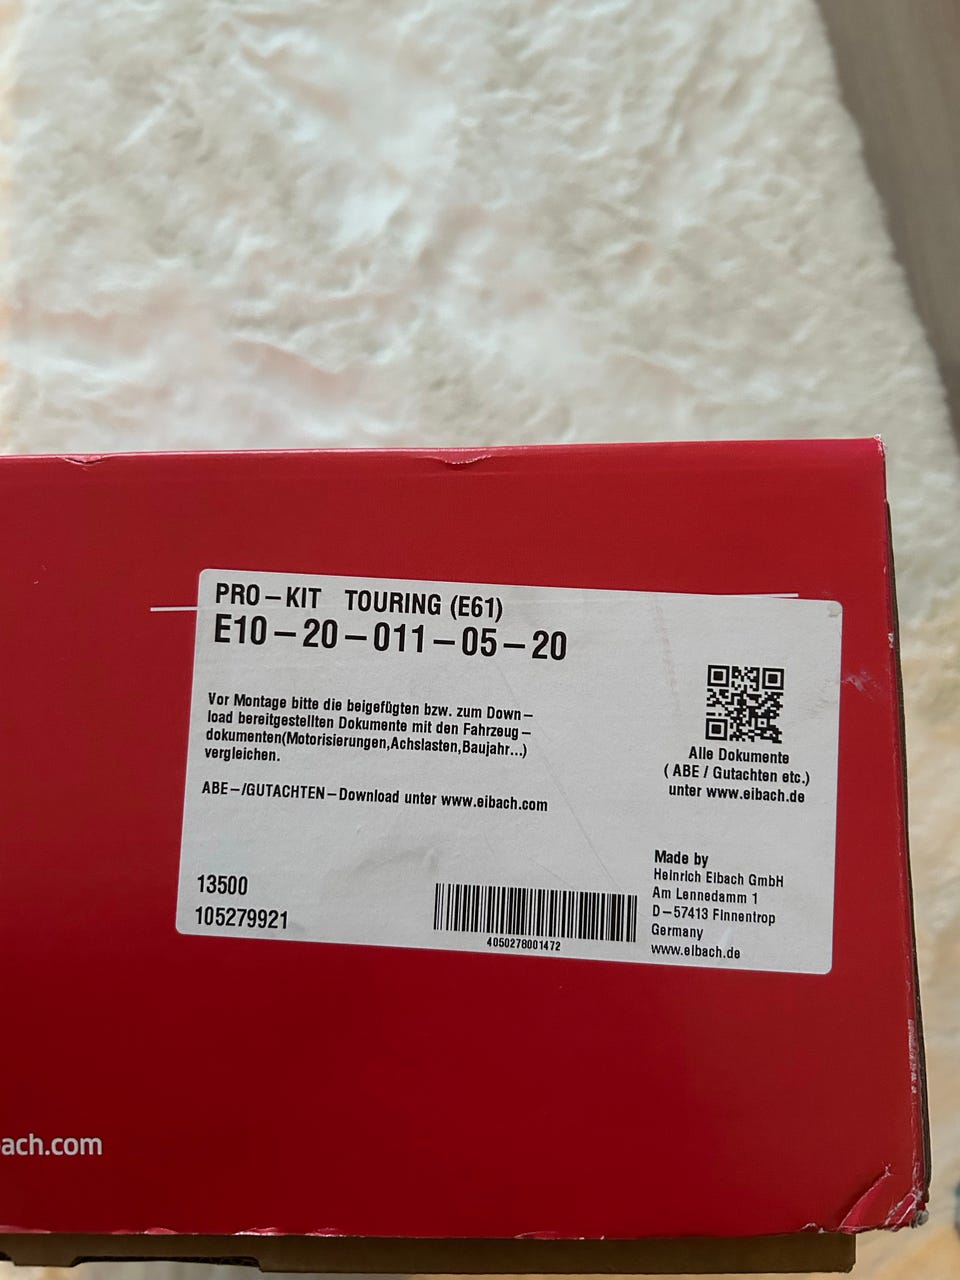 PRO-KIT TOURING (E61)
E10-20-011-05-20
Vor Montage bitte die beigefügten bzw. zum Down-
load bereitgestellten Dokumente mit den Fahrzeug-
dokumenten(Motorisierungen,Achslasten,Baujahr...)
vergleichen.
ABE-/GUTACHTEN-Download unter www.eibach.com
Alle Dokumente
( ABE / Gutachten etc.)
unter www.eibach.de
13500
105279921
4050278001472
Made by
Heinrich Eibach GmbH
Am Lennedamm 1
D-57413 Finnentrop
Germany
www.eibach.de
ach.com